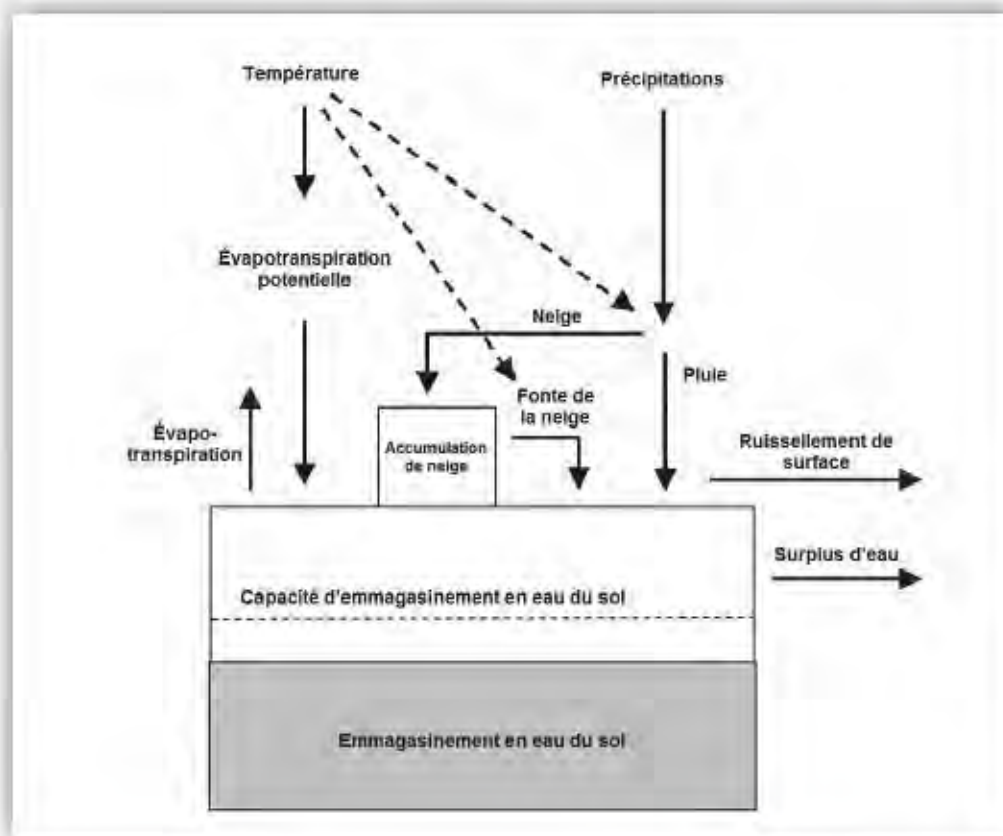 Température
Précipitations
Évapotranspiration
potentielle
Neige
Pluie
Fonte de
la neige
Évapo-
transpiration
Accumulation
de neige
Ruissellement de
surface
Surplus d'eau
Capacité d'emmagasinement en eau du sol
Emmagasinement en eau du sol